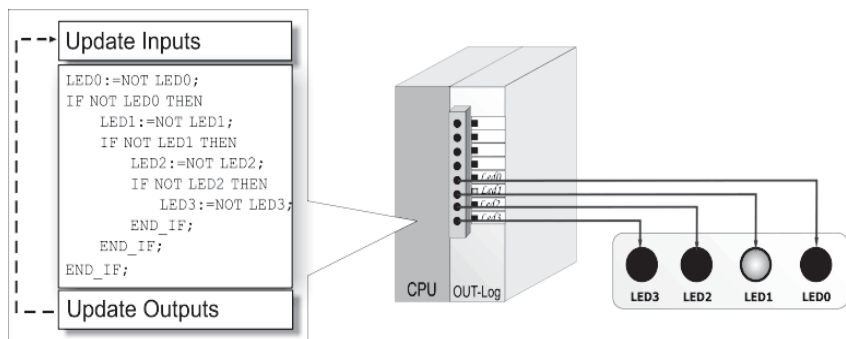 Update Inputs
LED0:=NOT LED0;
IF NOT LED0 THEN
LED1:=NOT LED1;
IF NOT LED1 THEN
LED2:=NOT LED2;
IF NOT LED2 THEN
LED3:=NOT LED3;
END_IF;
END_IF;
END_IF;
Update Outputs
Led0
Led1
Led2
Led3
CPU
OUT-Log
LED3
LED2
LED1
LED0